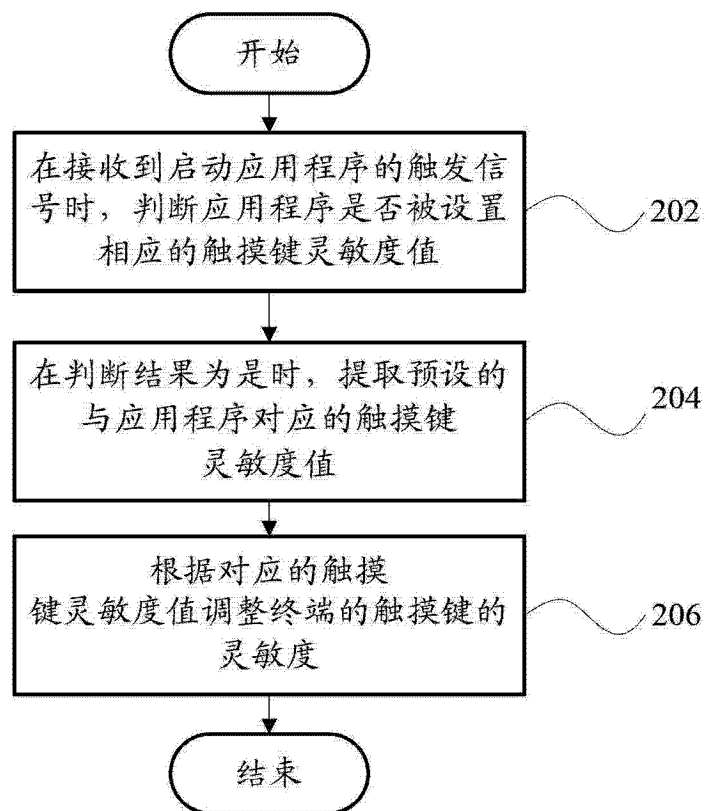 开始
在接收到启动应用程序的触发信
号时，判断应用程序是否被设置
相应的触摸键灵敏度值
202
在判断结果为是时，提取预设的
与应用程序对应的触摸键
灵敏度值
204
根据对应的触摸
键灵敏度值调整终端的触摸键的
灵敏度
206
结束